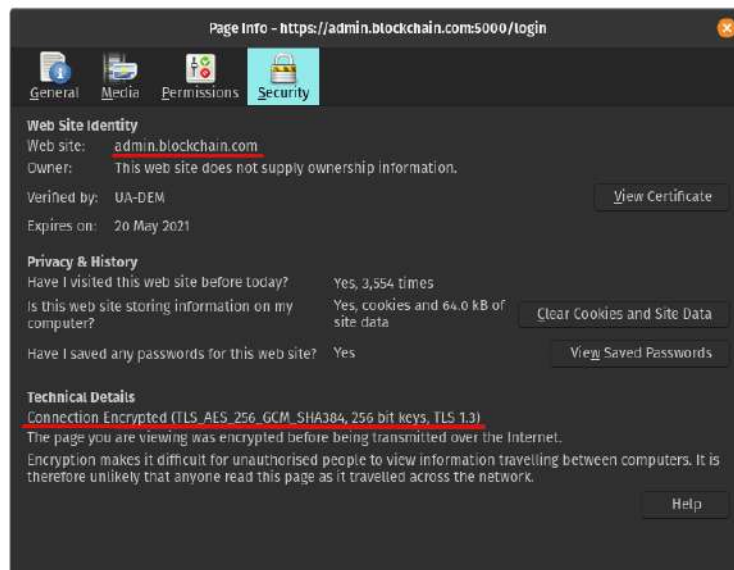 Page Info – https://admin.blockchain.com:5000/login
General Media Permissions Security
Web Site Identity
Web site: admin.blockchain.com
Owner: This web site does not supply ownership information.
Verified by: UA-DEM View Certificate
Expires on: 20 May 2021
Privacy & History
Have I visited this web site before today? Yes, 3,554 times
Is this web site storing information on my Yes, cookies and 64.0 kB of Clear Cookies and Site Data
computer? site data
Have I saved any passwords for this web site? Yes View Saved Passwords
Technical Details
Connection Encrypted (TLS_AES_256_GCM_SHA384, 256 bit keys, TLS 1.3)
The page you are viewing was encrypted before being transmitted over the Internet.
Encryption makes it difficult for unauthorised people to view information travelling between computers. It is
therefore unlikely that anyone read this page as it travelled across the network.
Help